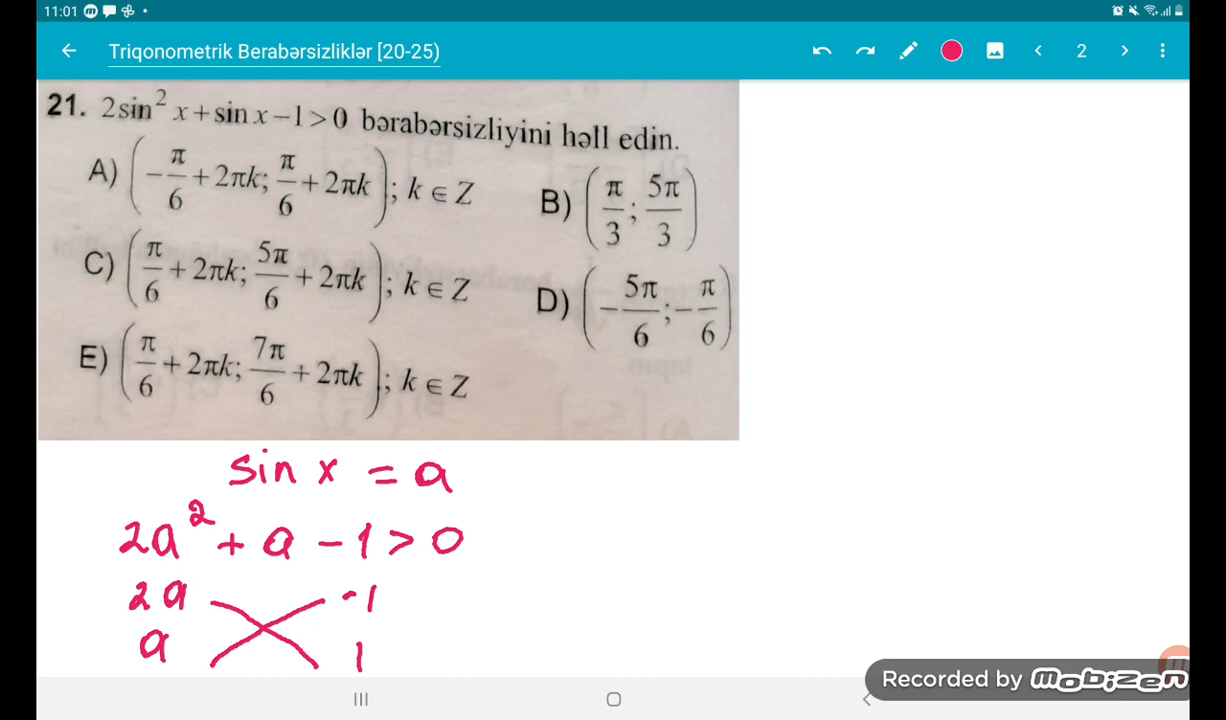 11:01
Triqonometrik Berabərsizliklər [20-25]
2
21. 2sin² x+sin x−1>0 bərabərsizliyini həll edin.
A) (−π/6+2πk; π/6+2πk); k∈Z
B) (π/3; 5π/3)
C) (π/6+2πk; 5π/6+2πk); k∈Z
D) (−5π/6; −π/6)
E) (π/6+2πk; 7π/6+2πk); k∈Z
sin x = a
2a² + a − 1 > 0
2a -1
a 1
Recorded by mobizen